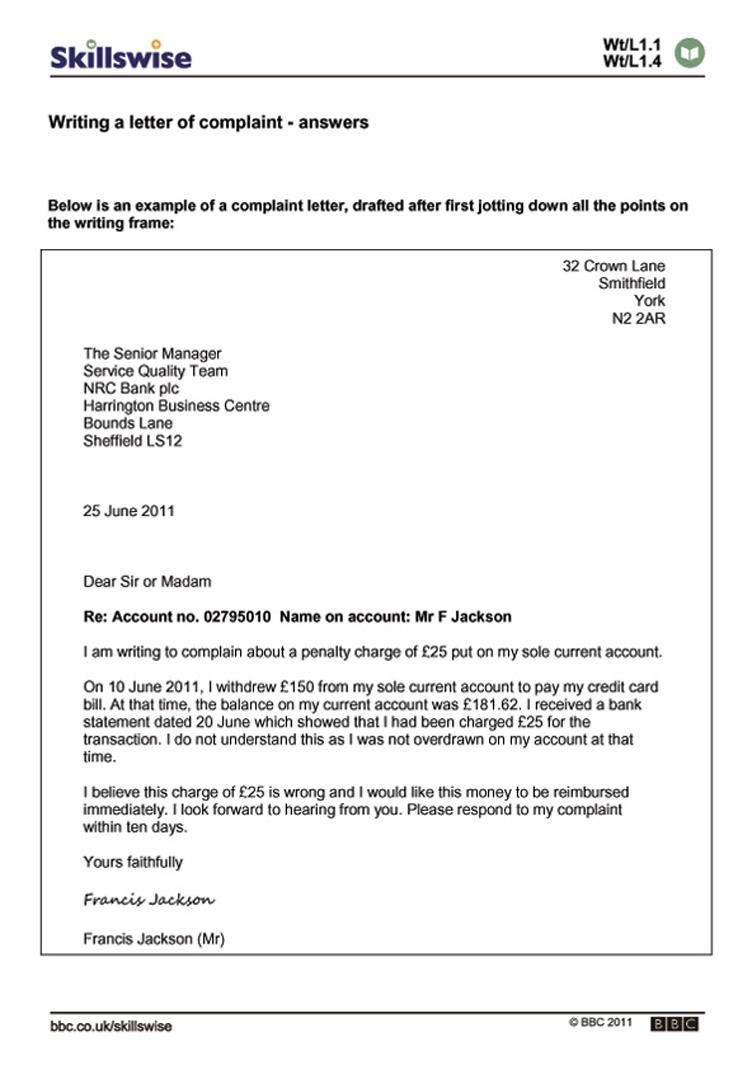 Skillswise
Wt/L1.1
Wt/L1.4
Writing a letter of complaint - answers
Below is an example of a complaint letter, drafted after first jotting down all the points on
the writing frame:
32 Crown Lane
Smithfield
York
N2 2AR
The Senior Manager
Service Quality Team
NRC Bank plc
Harrington Business Centre
Bounds Lane
Sheffield LS12
25 June 2011
Dear Sir or Madam
Re: Account no. 02795010 Name on account: Mr F Jackson
I am writing to complain about a penalty charge of £25 put on my sole current account.
On 10 June 2011, I withdrew £150 from my sole current account to pay my credit card
bill. At that time, the balance on my current account was £181.62. I received a bank
statement dated 20 June which showed that I had been charged £25 for the
transaction. I do not understand this as I was not overdrawn on my account at that
time.
I believe this charge of £25 is wrong and I would like this money to be reimbursed
immediately. I look forward to hearing from you. Please respond to my complaint
within ten days.
Yours faithfully
Francis Jackson
Francis Jackson (Mr)
bbc.co.uk/skillswise
© BBC 2011 BBC